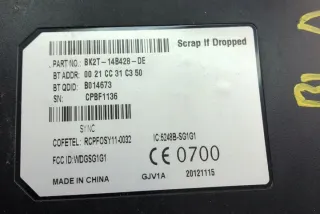 Scrap If Dropped
PART NO.: BK2T-14B428-DE
BT ADDR: 00 21 CC 31 C3 50
BT QDID: B014673
SN: CPBF1136
SYNC
COFETEL: RCPFOSY11-0032
IC:5248B-SG1G1
FCC ID:WDGSG1G1
CE 0700
MADE IN CHINA
GJV1A
20121115